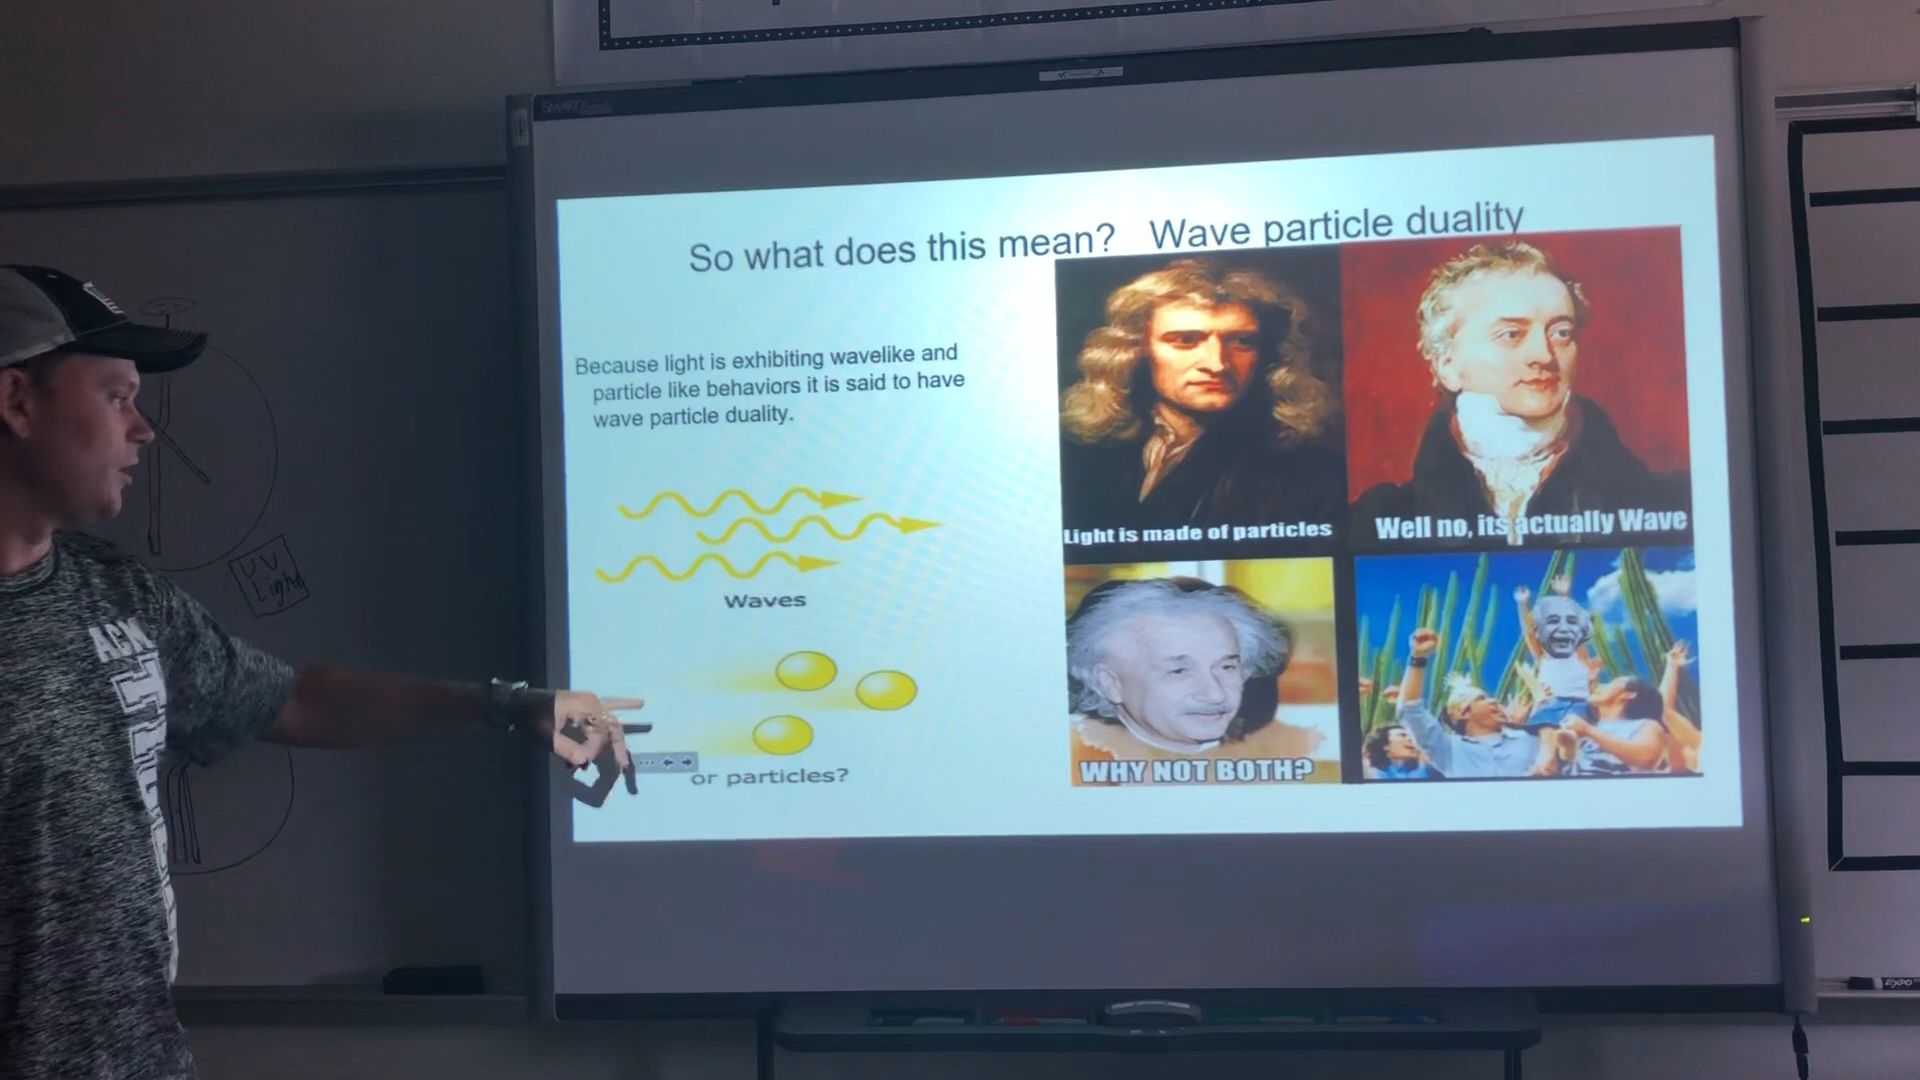 SMART Board
So what does this mean? Wave particle duality
Because light is exhibiting wavelike and
particle like behaviors it is said to have
wave particle duality.
Waves
or particles?
Light is made of particles
Well no, its actually Wave
WHY NOT BOTH?
UV
Light
EXPO